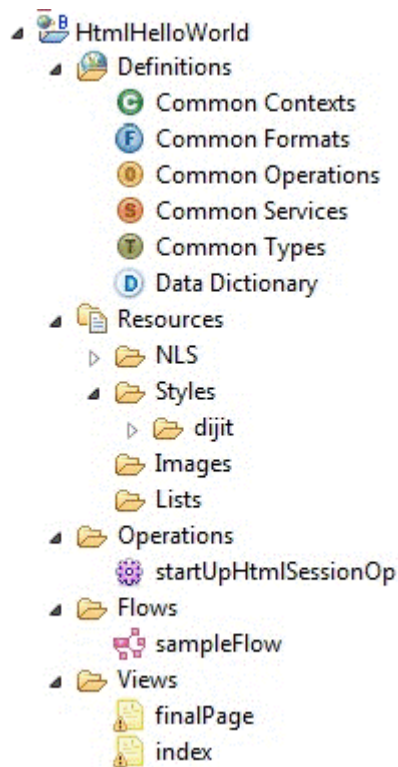 HtmlHelloWorld
Definitions
Common Contexts
Common Formats
Common Operations
Common Services
Common Types
Data Dictionary
Resources
NLS
Styles
dijit
Images
Lists
Operations
startUpHtmlSessionOp
Flows
sampleFlow
Views
finalPage
index